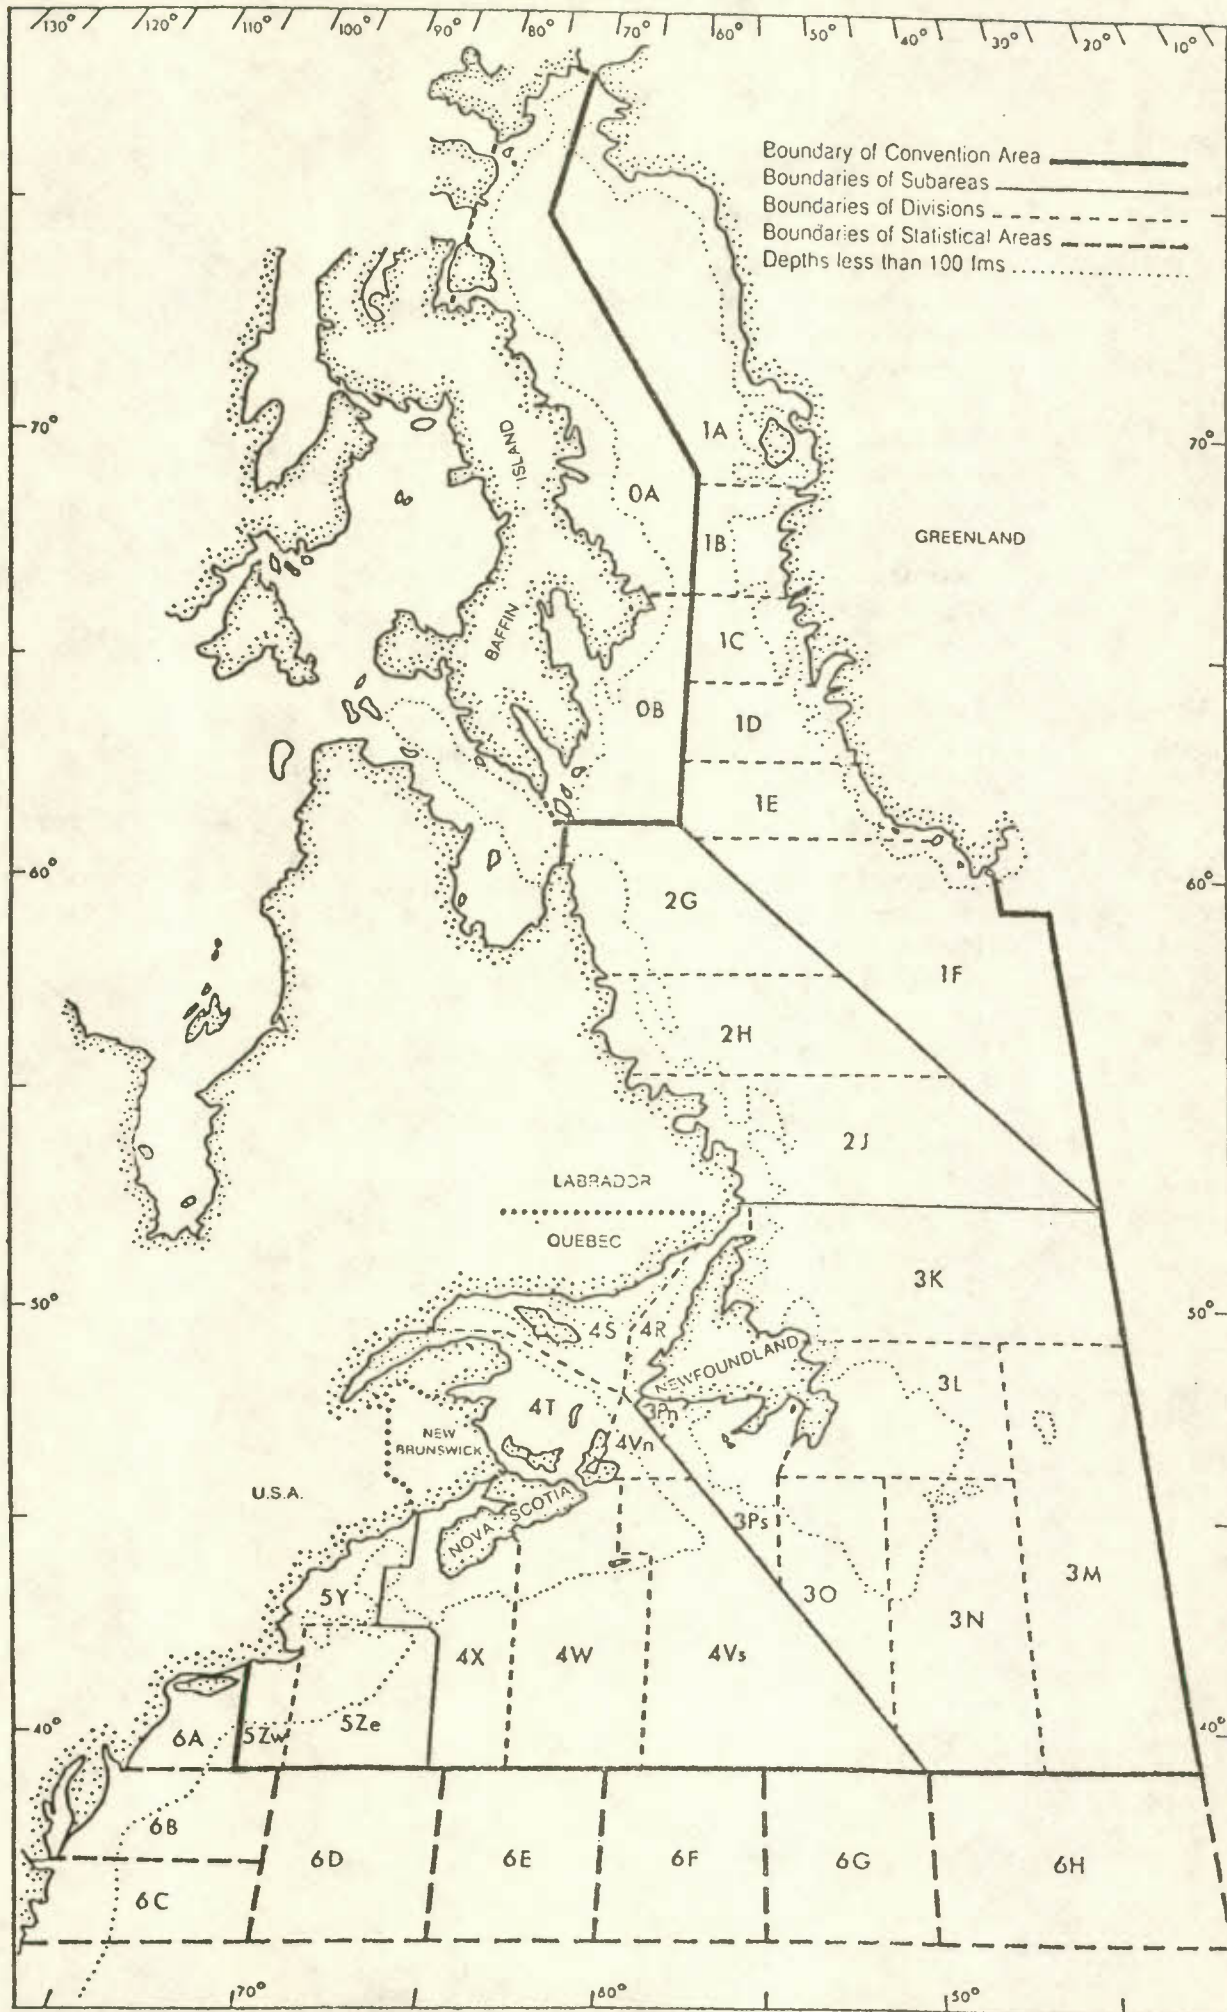 130° 120° 110° 100° 90° 80° 70° 60° 50° 40° 30° 20° 10°
Boundary of Convention Area
Boundaries of Subareas
Boundaries of Divisions
Boundaries of Statistical Areas
Depths less than 100 fms
70° 70°
1A
ISLAND
0A
1B
GREENLAND
BAFFIN
1C
0B
1D
1E
60° 60°
2G
1F
2H
2J
LABRADOR
QUEBEC
3K
50° 50°
4S 4R
NEWFOUNDLAND
3L
4T
3Pn
NEW
BRUNSWICK
4Vn
U.S.A.
NOVA SCOTIA
3Ps
3M
5Y
3O
3N
4X 4W 4Vs
40° 6A 5Zw 5Ze 40°
6B
6D 6E 6F 6G 6H
6C
70° 60° 50°